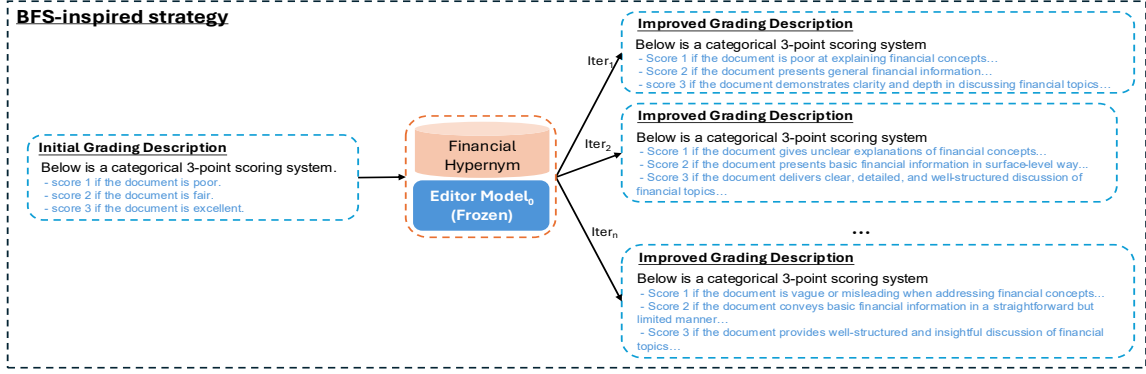 BFS-inspired strategy
Initial Grading Description
Below is a categorical 3-point scoring system.
- score 1 if the document is poor.
- score 2 if the document is fair.
- score 3 if the document is excellent.
Financial
Hypernym
Editor Model₀
(Frozen)
Iter₁
Iter₂
Iterₙ
Improved Grading Description
Below is a categorical 3-point scoring system
- Score 1 if the document is poor at explaining financial concepts…
- Score 2 if the document presents general financial information…
- score 3 if the document demonstrates clarity and depth in discussing financial topics…
Improved Grading Description
Below is a categorical 3-point scoring system
- Score 1 if the document gives unclear explanations of financial concepts…
- Score 2 if the document presents basic financial information in surface-level way…
- Score 3 if the document delivers clear, detailed, and well-structured discussion of
financial topics…
...
Improved Grading Description
Below is a categorical 3-point scoring system
- Score 1 if the document is vague or misleading when addressing financial concepts…
- Score 2 if the document conveys basic financial information in a straightforward but
limited manner…
- Score 3 if the document provides well-structured and insightful discussion of financial
topics…